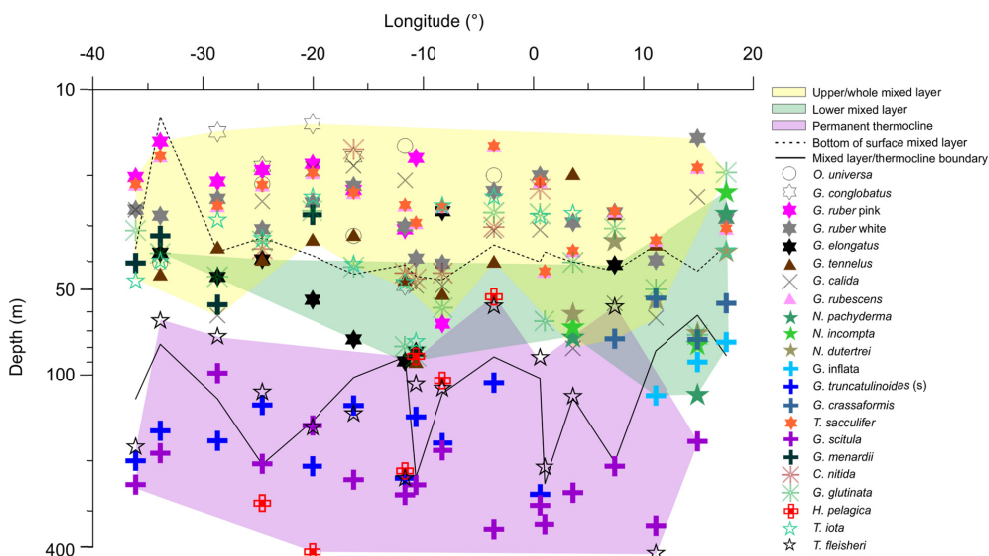 Longitude (°)
-40 -30 -20 -10 0 10 20
10
50
100
400
Depth (m)
Upper/whole mixed layer
Lower mixed layer
Permanent thermocline
Bottom of surface mixed layer
Mixed layer/thermocline boundary
O. universa
G. conglobatus
G. ruber pink
G. ruber white
G. elongatus
G. tennelus
G. calida
G. rubescens
N. pachyderma
N. incompta
N. dutertrei
G. inflata
G. truncatulinoidas (s)
G. crassaformis
T. sacculifer
G. scitula
G. menardii
C. nitida
G. glutinata
H. pelagica
T. iota
T. fleisheri